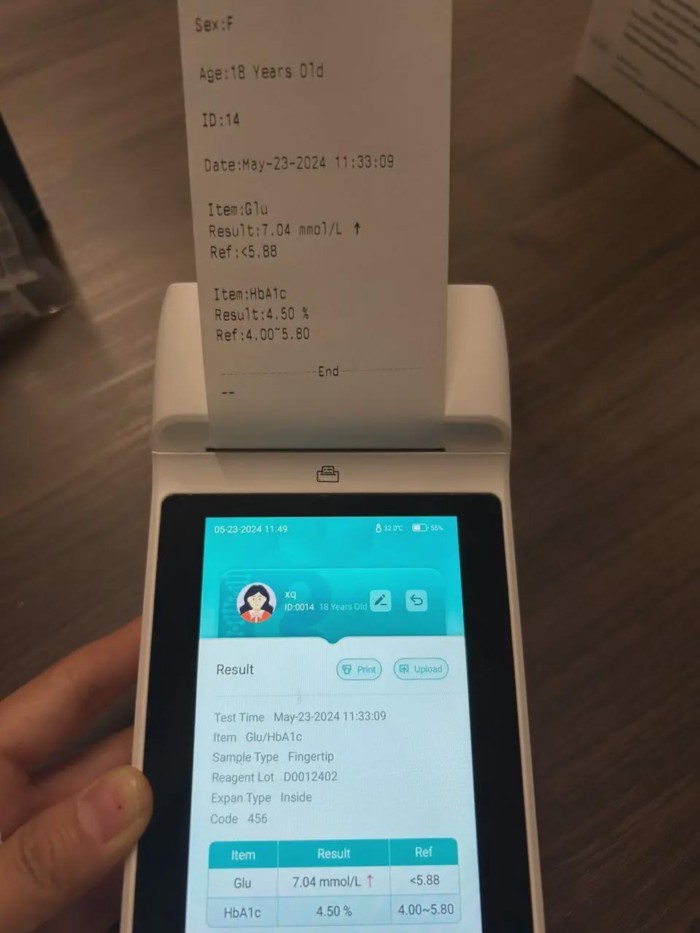 Sex:F
Age:18 Years Old
ID:14
Date:May-23-2024 11:33:09
Item:Glu
Result:7.04 mmol/L ↑
Ref:<5.88
Item:HbA1c
Result:4.50 %
Ref:4.00~5.80
End
--
05-23-2024 11:49 32.0℃ 55%
xq
ID:0014 18 Years Old
Result Print Upload
Test Time May-23-2024 11:33:09
Item Glu/HbA1c
Sample Type Fingertip
Reagent Lot D0012402
Expan Type Inside
Code 456
Item Result Ref
Glu 7.04 mmol/L ↑ <5.88
HbA1c 4.50 % 4.00~5.80